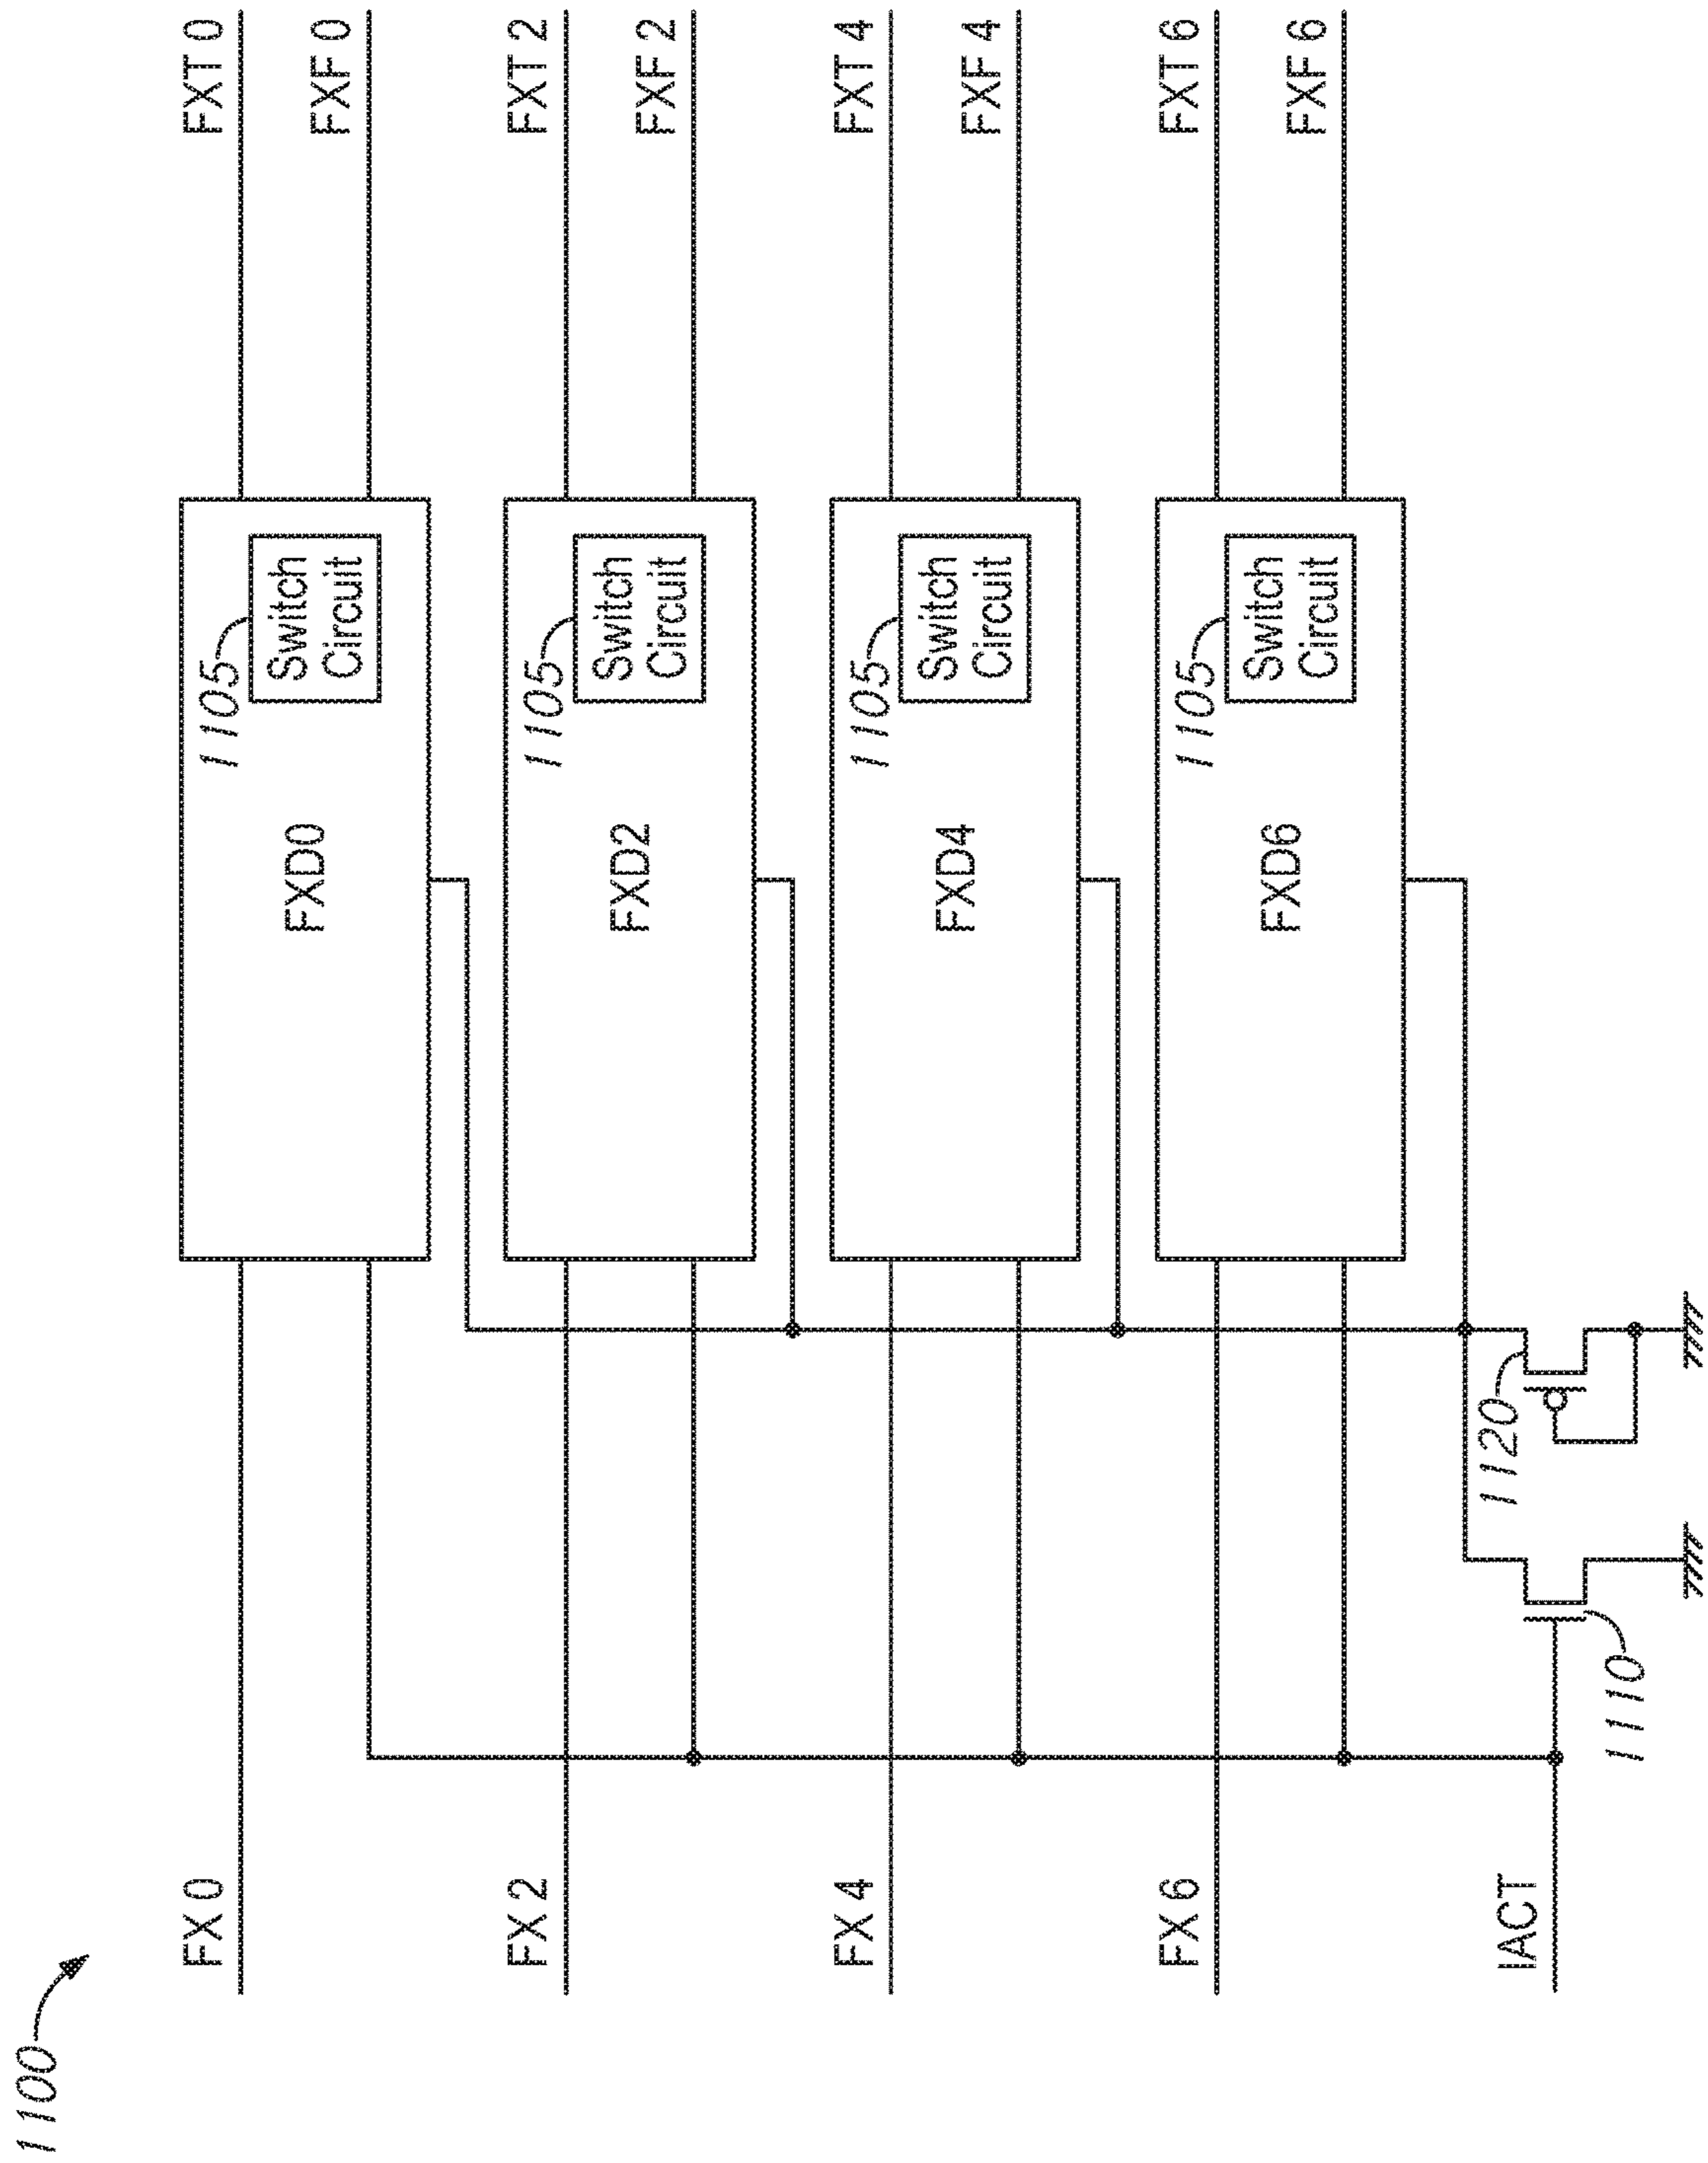 1100
FX 0
FX 2
FX 4
FX 6
IACT
1110
1120
FXD0
1105
Switch
Circuit
FXD2
1105
Switch
Circuit
FXD4
1105
Switch
Circuit
FXD6
1105
Switch
Circuit
FXT 0
FXF 0
FXT 2
FXF 2
FXT 4
FXF 4
FXT 6
FXF 6